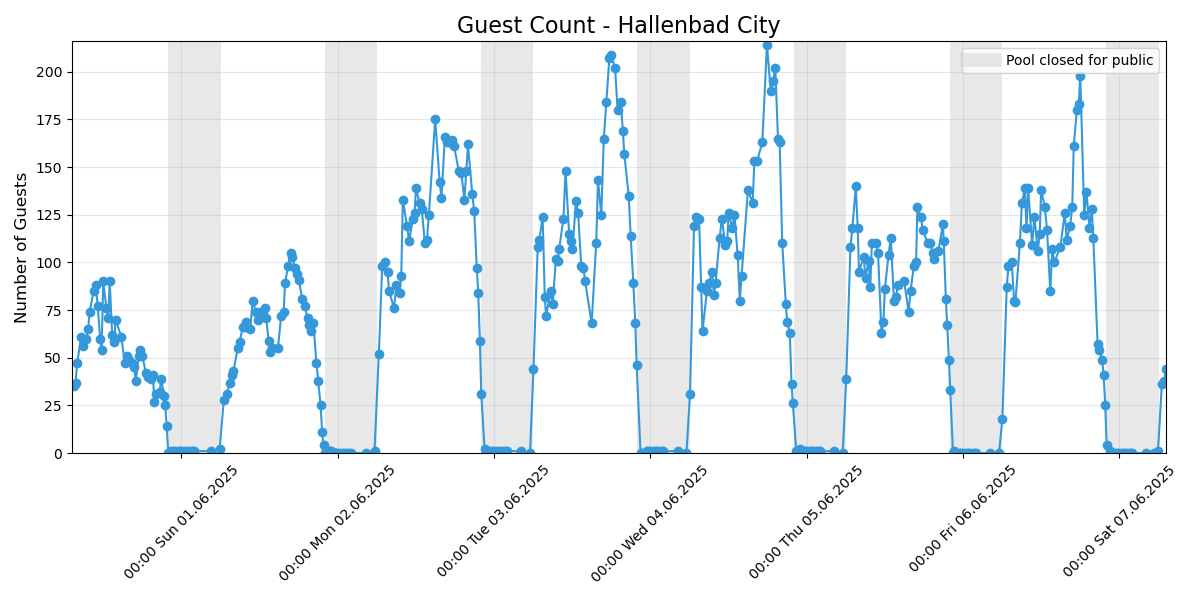 Guest Count - Hallenbad City
Pool closed for public
Number of Guests
200
175
150
125
100
75
50
25
0
00:00 Sun 01.06.2025
00:00 Mon 02.06.2025
00:00 Tue 03.06.2025
00:00 Wed 04.06.2025
00:00 Thu 05.06.2025
00:00 Fri 06.06.2025
00:00 Sat 07.06.2025